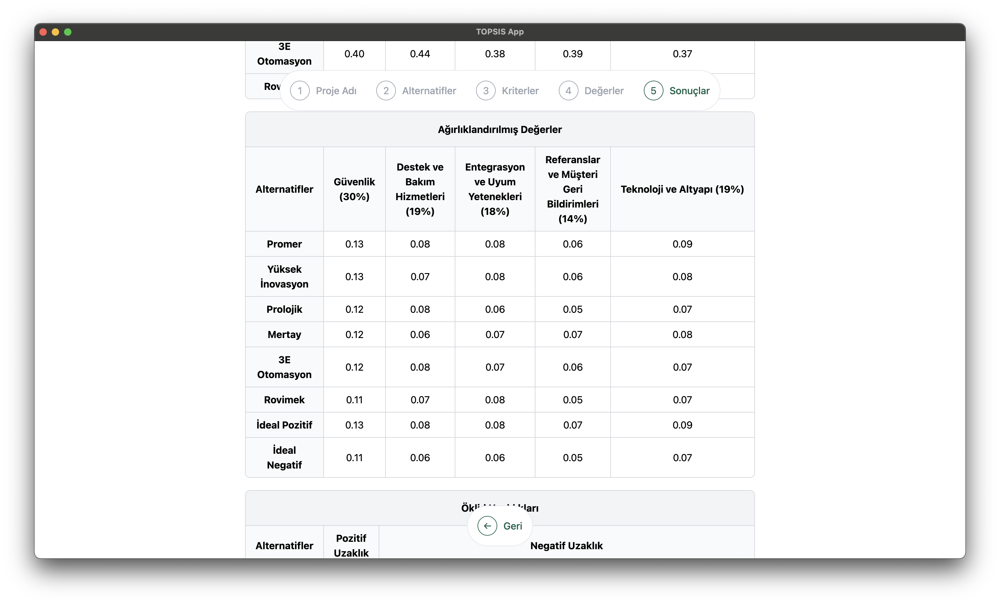 TOPSIS App
3E
Otomasyon
0.40 0.44 0.38 0.39 0.37
1 Proje Adı 2 Alternatifler 3 Kriterler 4 Değerler 5 Sonuçlar
Ağırlıklandırılmış Değerler
Alternatifler
Güvenlik
(30%)
Destek ve
Bakım
Hizmetleri
(19%)
Entegrasyon
ve Uyum
Yetenekleri
(18%)
Referanslar
ve Müşteri
Geri
Bildirimleri
(14%)
Teknoloji ve Altyapı (19%)
Promer 0.13 0.08 0.08 0.06 0.09
Yüksek
İnovasyon
0.13 0.07 0.08 0.06 0.08
Prolojik 0.12 0.08 0.06 0.05 0.07
Mertay 0.12 0.06 0.07 0.07 0.08
3E
Otomasyon
0.12 0.08 0.07 0.06 0.07
Rovimek 0.11 0.07 0.08 0.05 0.07
İdeal Pozitif 0.13 0.08 0.08 0.07 0.09
İdeal
Negatif
0.11 0.06 0.06 0.05 0.07
Geri
Alternatifler
Pozitif
Uzaklık
Negatif Uzaklık